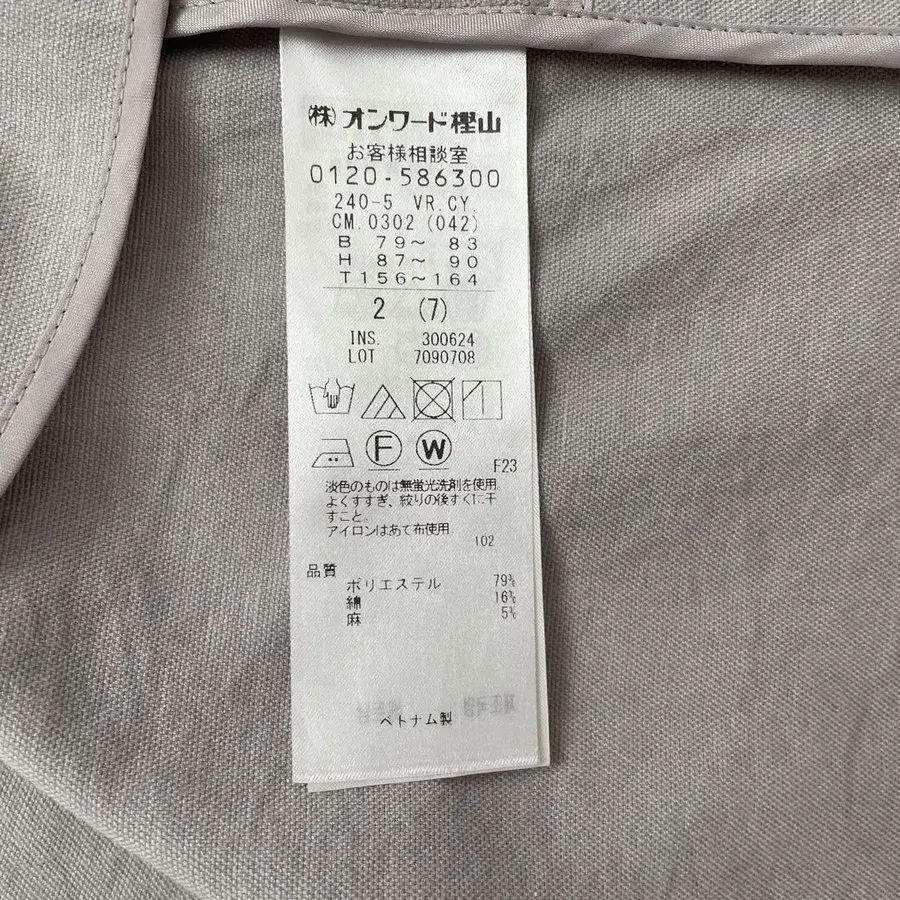 (株)オンワード樫山
お客様相談室
0120-586300
240-5 VR.CY.
CM.0302 (042)
B 79〜 83
H 87〜 90
T156〜164
2 (7)
INS. 300624
LOT 7090708
F W
F23
淡色のものは無蛍光洗剤を使用
よくすすぎ、絞りの後すぐに干
すこと。
アイロンはあて布使用
102
品質
ポリエステル 79%
綿 16%
麻 5%
ベトナム製